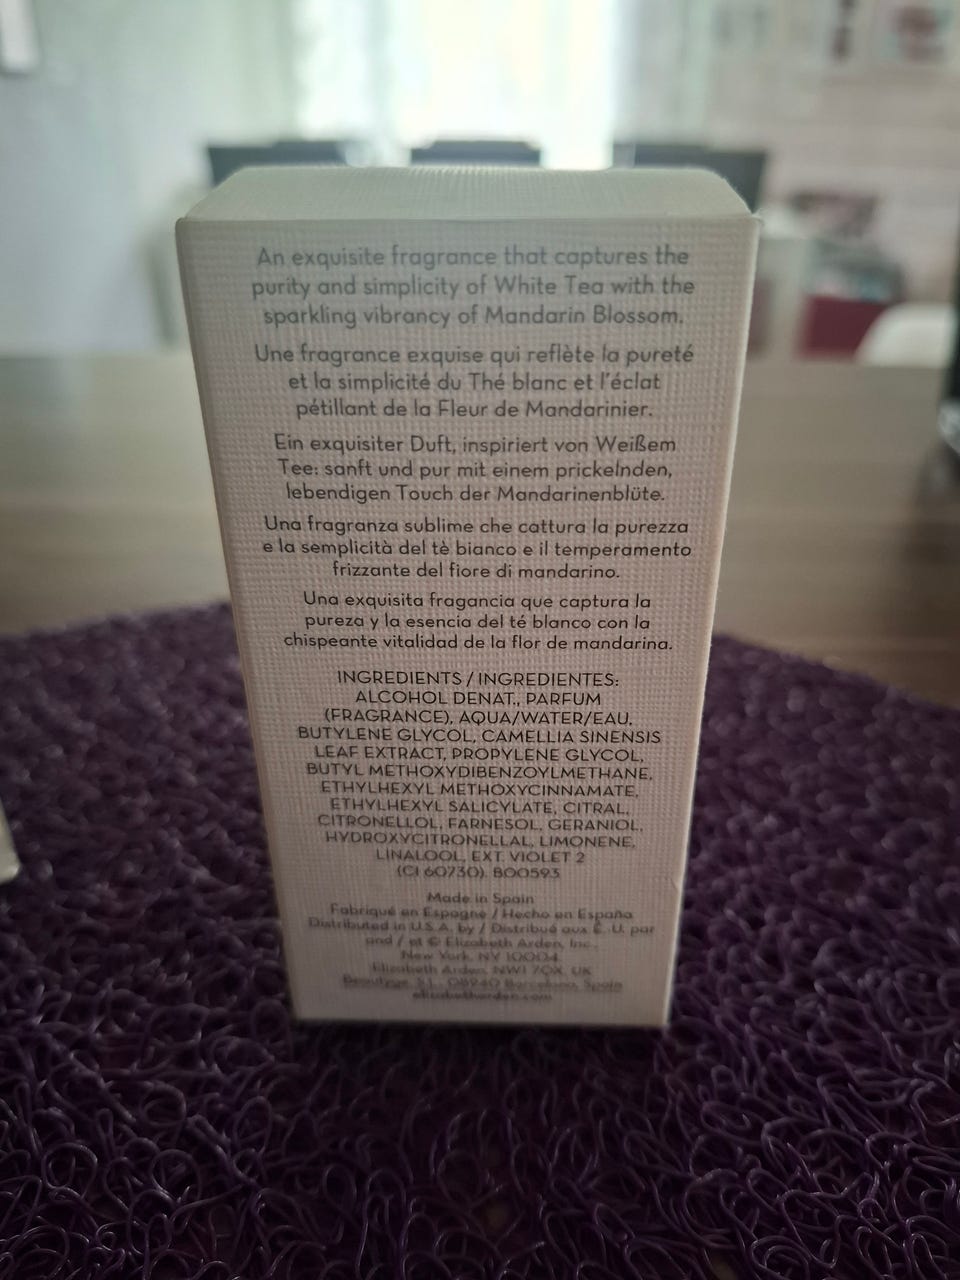 An exquisite fragrance that captures the
purity and simplicity of White Tea with the
sparkling vibrancy of Mandarin Blossom.
Une fragrance exquise qui reflète la pureté
et la simplicité du Thé blanc et l'éclat
pétillant de la Fleur de Mandarinier.
Ein exquisiter Duft, inspiriert von Weißem
Tee: sanft und pur mit einem prickelnden,
lebendigen Touch der Mandarinenblüte.
Una fragranza sublime che cattura la purezza
e la semplicità del tè bianco e il temperamento
frizzante del fiore di mandarino.
Una exquisita fragancia que captura la
pureza y la esencia del té blanco con la
chispeante vitalidad de la flor de mandarina.
INGREDIENTS / INGREDIENTES:
ALCOHOL DENAT., PARFUM
(FRAGRANCE), AQUA/WATER/EAU,
BUTYLENE GLYCOL, CAMELLIA SINENSIS
LEAF EXTRACT, PROPYLENE GLYCOL,
BUTYL METHOXYDIBENZOYLMETHANE,
ETHYLHEXYL METHOXYCINNAMATE,
ETHYLHEXYL SALICYLATE, CITRAL,
CITRONELLOL, FARNESOL, GERANIOL,
HYDROXYCITRONELLAL, LIMONENE,
LINALOOL, EXT. VIOLET 2
(CI 60730). BOO593
Made in Spain
Fabriqué en Espagne / Hecho en España
Distributed in U.S.A. by / Distribué aux É.-U. par
and / et © Elizabeth Arden, Inc.
New York, NY 10004.
Elizabeth Arden, NW1 7QX, UK
Beautyge, S.L., 08940 Barcelona, Spain
elizabetharden.com